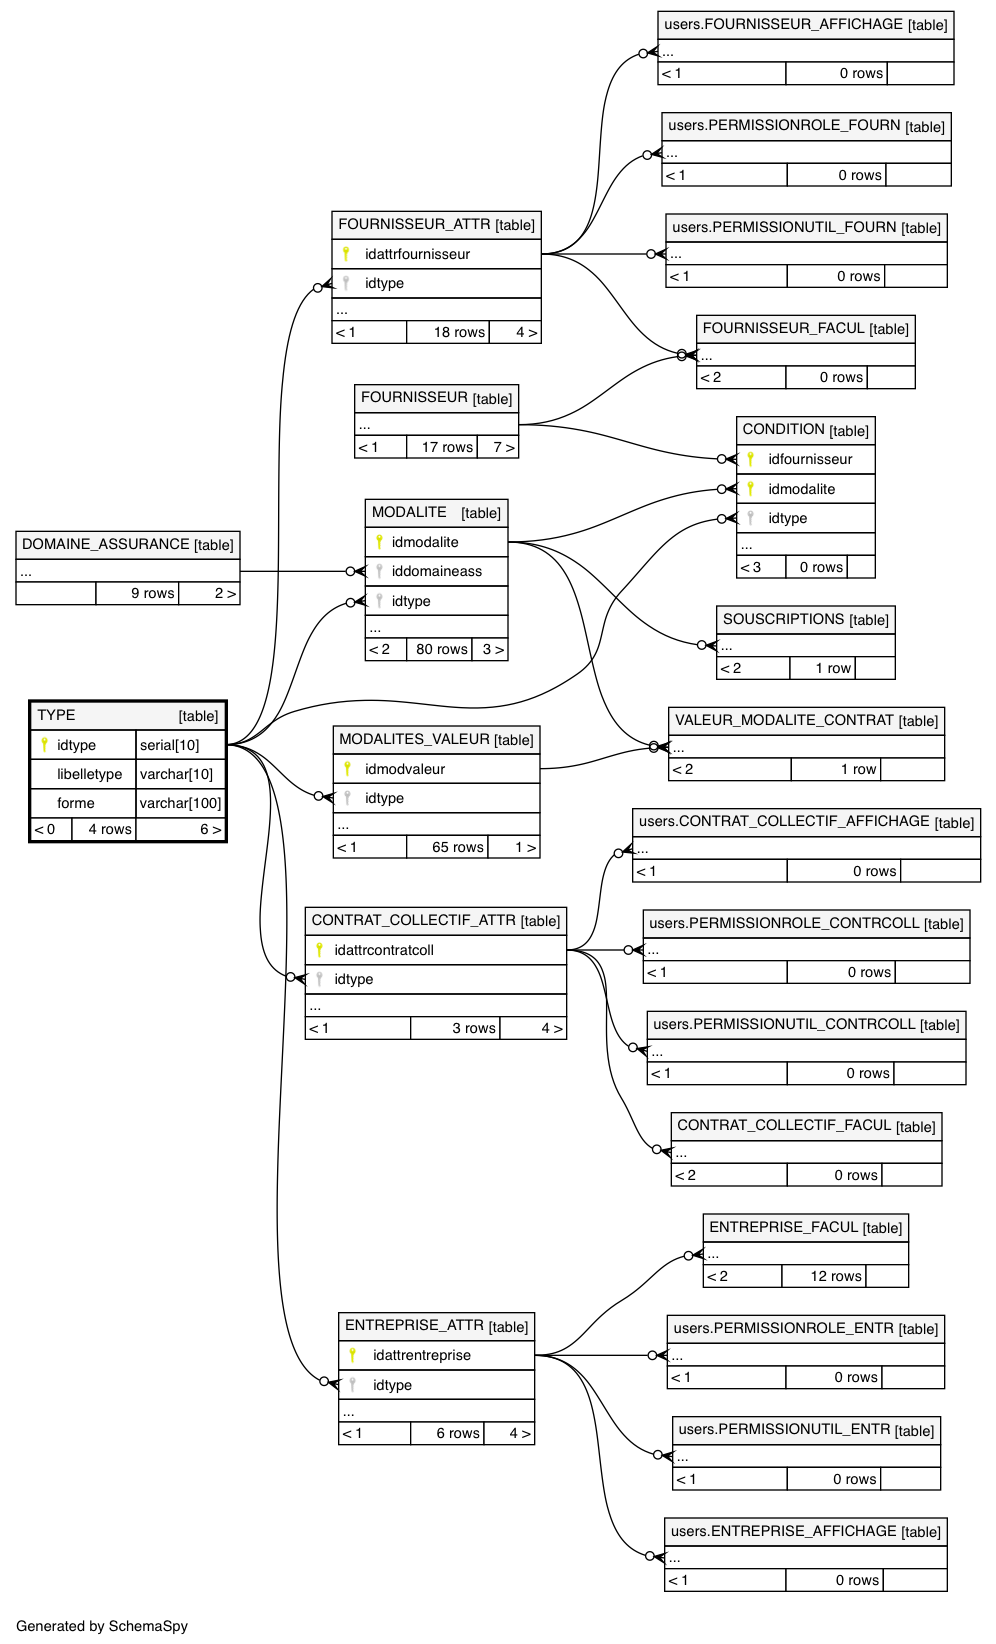 users.FOURNISSEUR_AFFICHAGE [table]
...
< 1 0 rows
users.PERMISSIONROLE_FOURN [table]
...
< 1 0 rows
users.PERMISSIONUTIL_FOURN [table]
...
< 1 0 rows
FOURNISSEUR_ATTR [table]
idattrfournisseur
idtype
...
< 1 18 rows 4 >
FOURNISSEUR_FACUL [table]
...
< 2 0 rows
FOURNISSEUR [table]
...
< 1 17 rows 7 >
CONDITION [table]
idfournisseur
idmodalite
idtype
...
< 3 0 rows
MODALITE [table]
idmodalite
iddomaineass
idtype
...
< 2 80 rows 3 >
DOMAINE_ASSURANCE [table]
...
9 rows 2 >
SOUSCRIPTIONS [table]
...
< 2 1 row
TYPE [table]
idtype serial[10]
libelletype varchar[10]
forme varchar[100]
< 0 4 rows 6 >
VALEUR_MODALITE_CONTRAT [table]
...
< 2 1 row
MODALITES_VALEUR [table]
idmodvaleur
idtype
...
< 1 65 rows 1 >
users.CONTRAT_COLLECTIF_AFFICHAGE [table]
...
< 1 0 rows
CONTRAT_COLLECTIF_ATTR [table]
idattrcontratcoll
idtype
...
< 1 3 rows 4 >
users.PERMISSIONROLE_CONTRCOLL [table]
...
< 1 0 rows
users.PERMISSIONUTIL_CONTRCOLL [table]
...
< 1 0 rows
CONTRAT_COLLECTIF_FACUL [table]
...
< 2 0 rows
ENTREPRISE_FACUL [table]
...
< 2 12 rows
ENTREPRISE_ATTR [table]
idattrentreprise
idtype
...
< 1 6 rows 4 >
users.PERMISSIONROLE_ENTR [table]
...
< 1 0 rows
users.PERMISSIONUTIL_ENTR [table]
...
< 1 0 rows
users.ENTREPRISE_AFFICHAGE [table]
...
< 1 0 rows
Generated by SchemaSpy